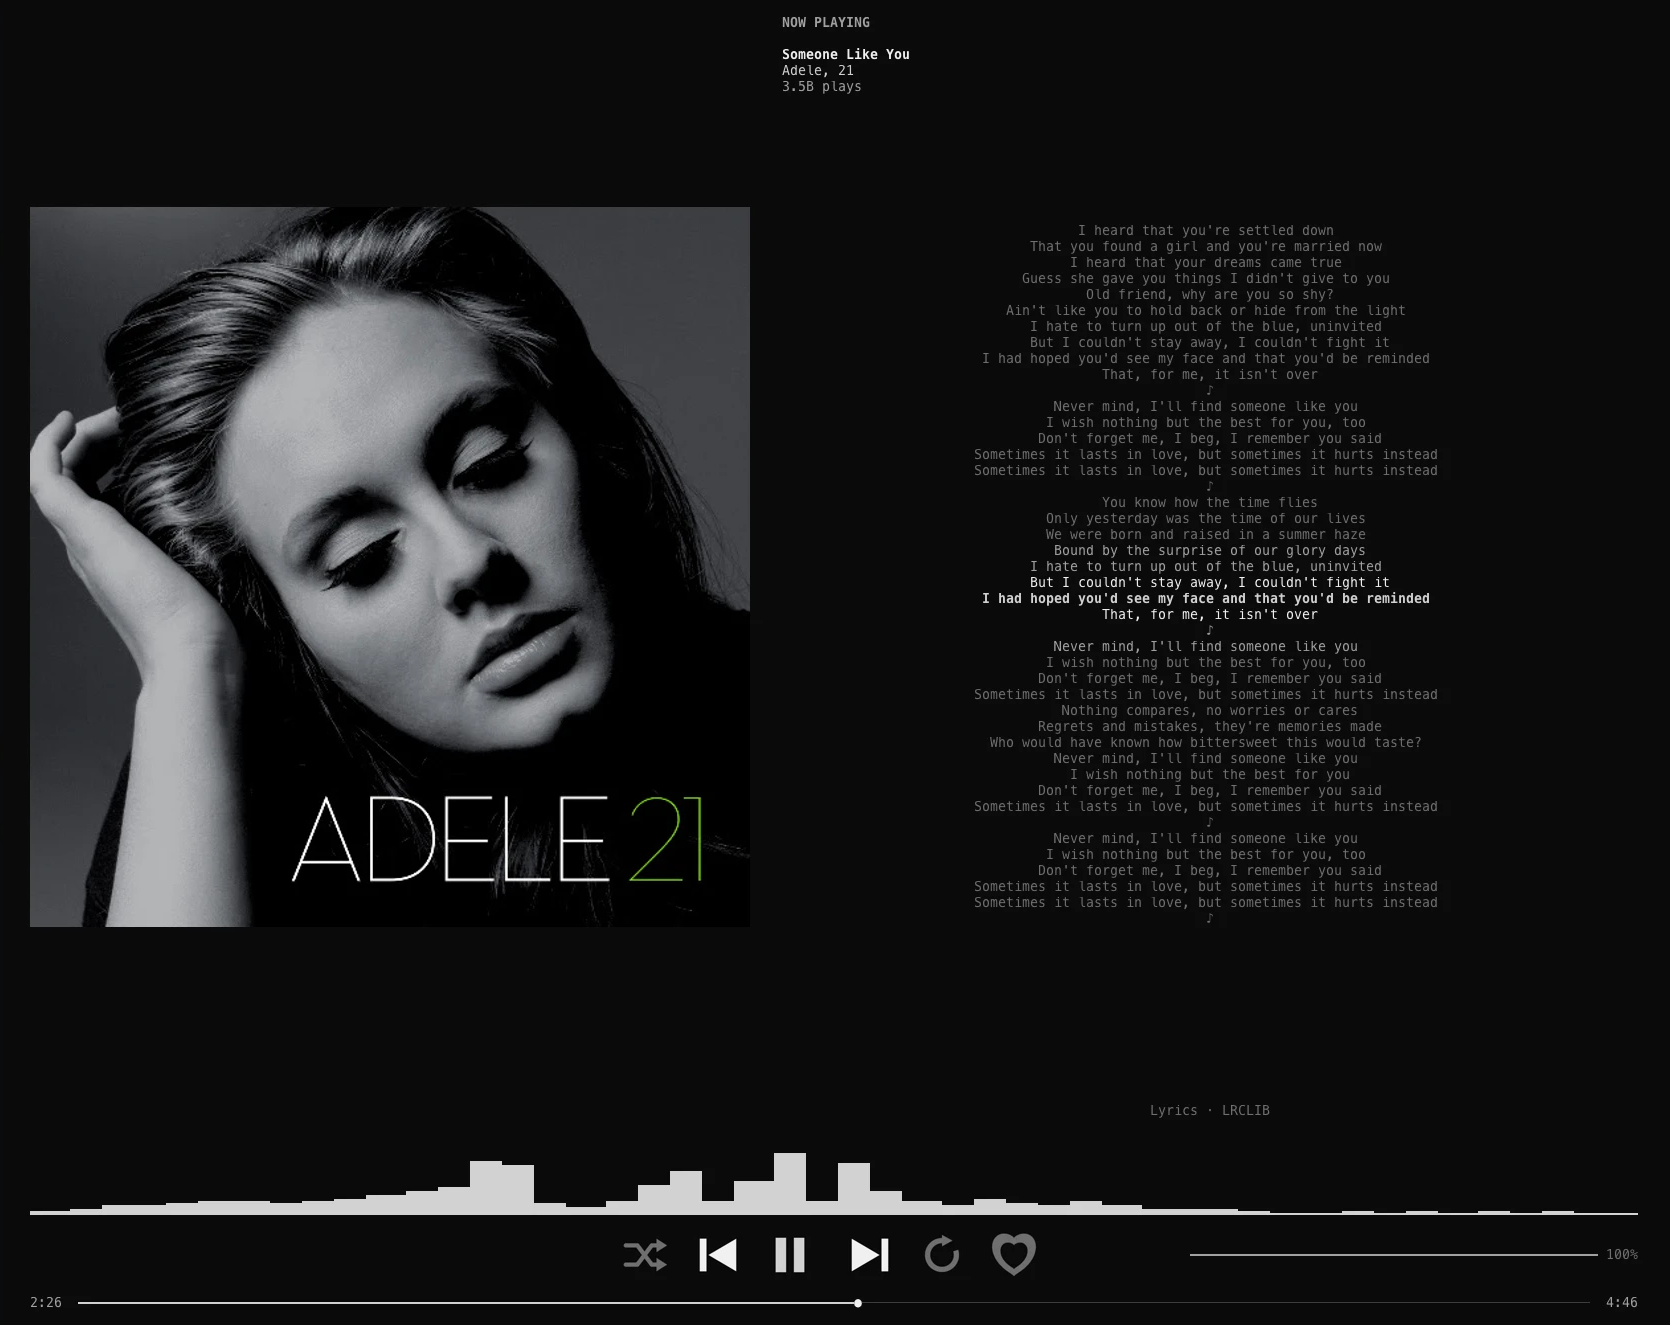 NOW PLAYING
Someone Like You
Adele, 21
3.5B plays
ADELE 21
I heard that you're settled down
That you found a girl and you're married now
I heard that your dreams came true
Guess she gave you things I didn't give to you
Old friend, why are you so shy?
Ain't like you to hold back or hide from the light
I hate to turn up out of the blue, uninvited
But I couldn't stay away, I couldn't fight it
I had hoped you'd see my face and that you'd be reminded
That, for me, it isn't over
♪
Never mind, I'll find someone like you
I wish nothing but the best for you, too
Don't forget me, I beg, I remember you said
Sometimes it lasts in love, but sometimes it hurts instead
Sometimes it lasts in love, but sometimes it hurts instead
♪
You know how the time flies
Only yesterday was the time of our lives
We were born and raised in a summer haze
Bound by the surprise of our glory days
I hate to turn up out of the blue, uninvited
But I couldn't stay away, I couldn't fight it
I had hoped you'd see my face and that you'd be reminded
That, for me, it isn't over
♪
Never mind, I'll find someone like you
I wish nothing but the best for you, too
Don't forget me, I beg, I remember you said
Sometimes it lasts in love, but sometimes it hurts instead
Nothing compares, no worries or cares
Regrets and mistakes, they're memories made
Who would have known how bittersweet this would taste?
Never mind, I'll find someone like you
I wish nothing but the best for you
Don't forget me, I beg, I remember you said
Sometimes it lasts in love, but sometimes it hurts instead
♪
Never mind, I'll find someone like you
I wish nothing but the best for you, too
Don't forget me, I beg, I remember you said
Sometimes it lasts in love, but sometimes it hurts instead
Sometimes it lasts in love, but sometimes it hurts instead
♪
Lyrics · LRCLIB
100%
2:26
4:46